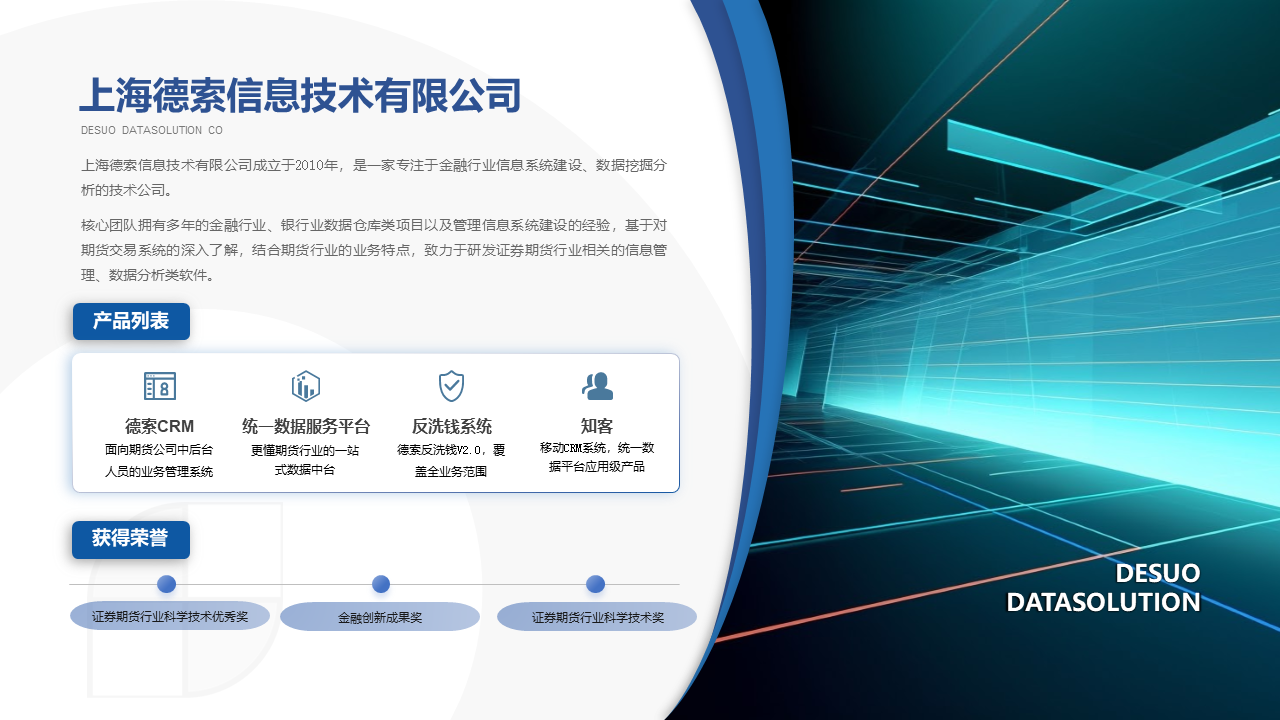 上海德索信息技术有限公司
DESUO DATASOLUTION CO
上海德索信息技术有限公司成立于2010年，是一家专注于金融行业信息系统建设、数据挖掘分
析的技术公司。
核心团队拥有多年的金融行业、银行业数据仓库类项目以及管理信息系统建设的经验，基于对
期货交易系统的深入了解，结合期货行业的业务特点，致力于研发证券期货行业相关的信息管
理、数据分析类软件。
产品列表
8
德索CRM
面向期货公司中后台
人员的业务管理系统
统一数据服务平台
更懂期货行业的一站
式数据中台
反洗钱系统
德索反洗钱V2.0，覆
盖全业务范围
知客
移动CRM系统，统一数
据平台应用级产品
获得荣誉
证券期货行业科学技术优秀奖
金融创新成果奖
证券期货行业科学技术奖
DESUO
DATASOLUTION